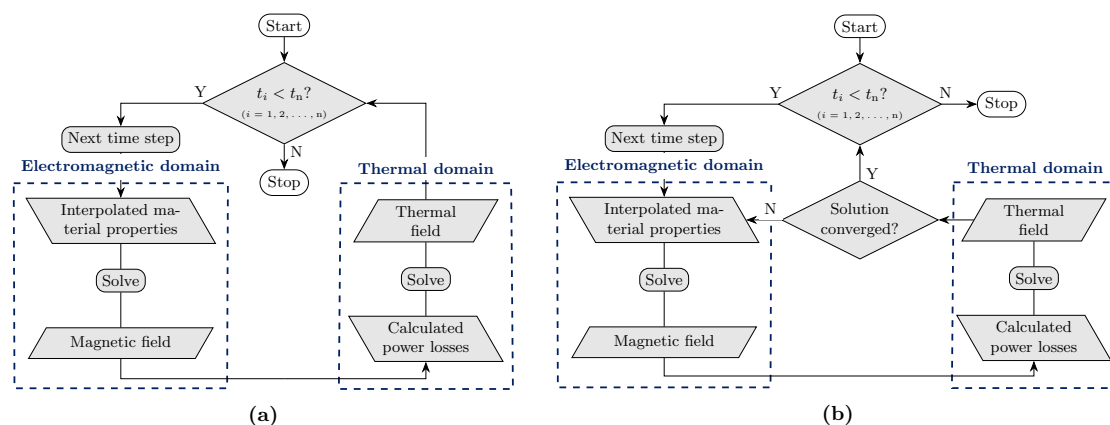 Start
t_i < t_n?
(i = 1, 2, . . . , n)
Y
N
Next time step
Stop
Electromagnetic domain
Thermal domain
Interpolated ma-
terial properties
Thermal
field
Solve
Solve
Magnetic field
Calculated
power losses
(a)
Start
t_i < t_n?
(i = 1, 2, . . . , n)
Y
N
Stop
Next time step
Electromagnetic domain
Thermal domain
Y
Interpolated ma-
terial properties
N
Solution
converged?
Thermal
field
Solve
Solve
Magnetic field
Calculated
power losses
(b)